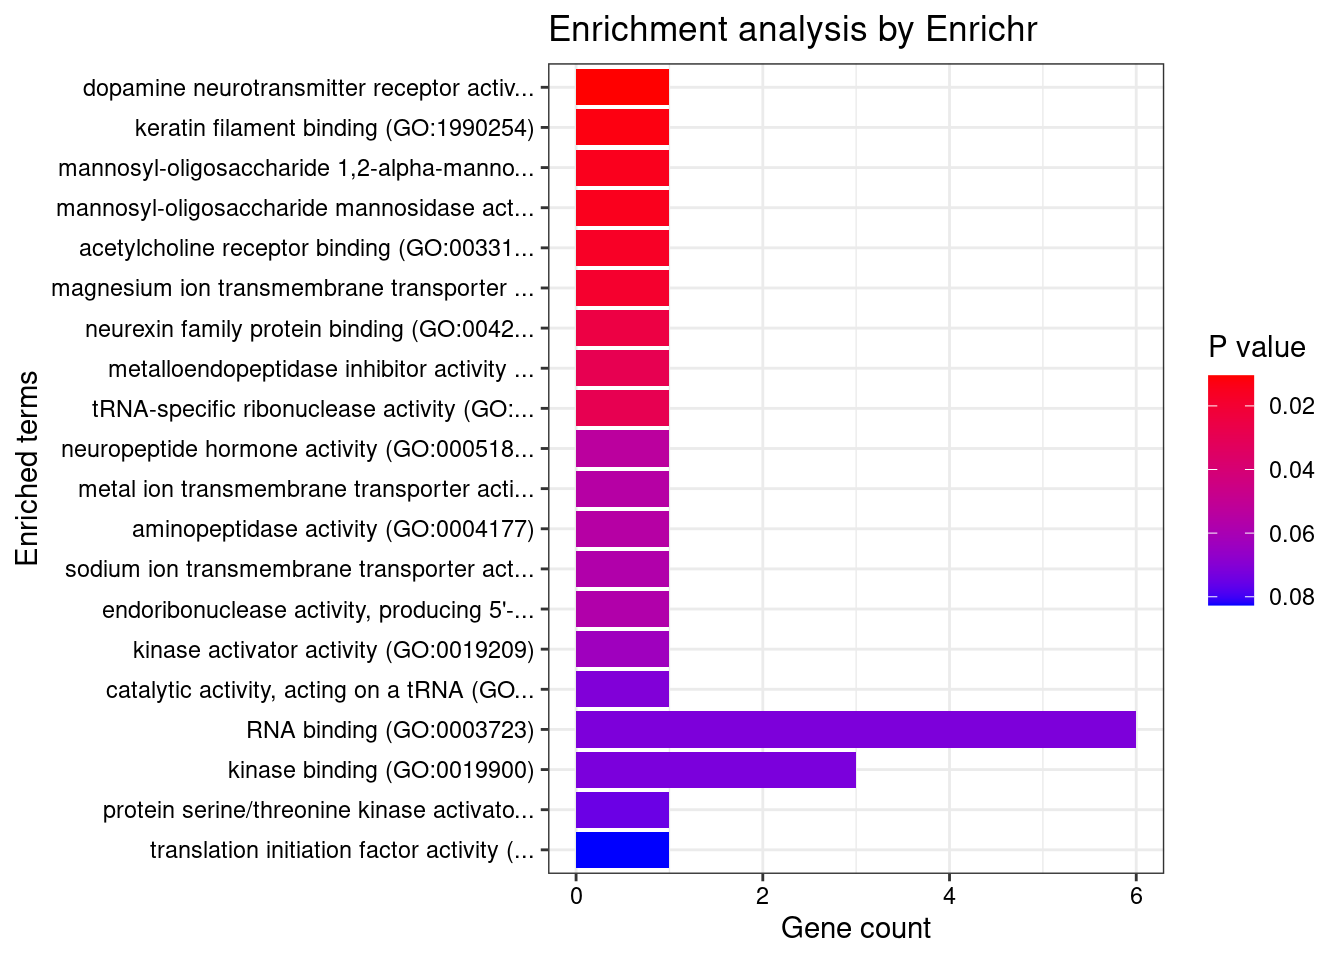 Enrichment analysis by Enrichr
dopamine neurotransmitter receptor activ...
keratin filament binding (GO:1990254)
mannosyl-oligosaccharide 1,2-alpha-manno...
mannosyl-oligosaccharide mannosidase act...
acetylcholine receptor binding (GO:00331...
magnesium ion transmembrane transporter ...
neurexin family protein binding (GO:0042...
metalloendopeptidase inhibitor activity ...
tRNA-specific ribonuclease activity (GO:...
neuropeptide hormone activity (GO:000518...
metal ion transmembrane transporter acti...
aminopeptidase activity (GO:0004177)
sodium ion transmembrane transporter act...
endoribonuclease activity, producing 5'-...
kinase activator activity (GO:0019209)
catalytic activity, acting on a tRNA (GO...
RNA binding (GO:0003723)
kinase binding (GO:0019900)
protein serine/threonine kinase activato...
translation initiation factor activity (...
Enriched terms
0 2 4 6
Gene count
P value
0.02
0.04
0.06
0.08